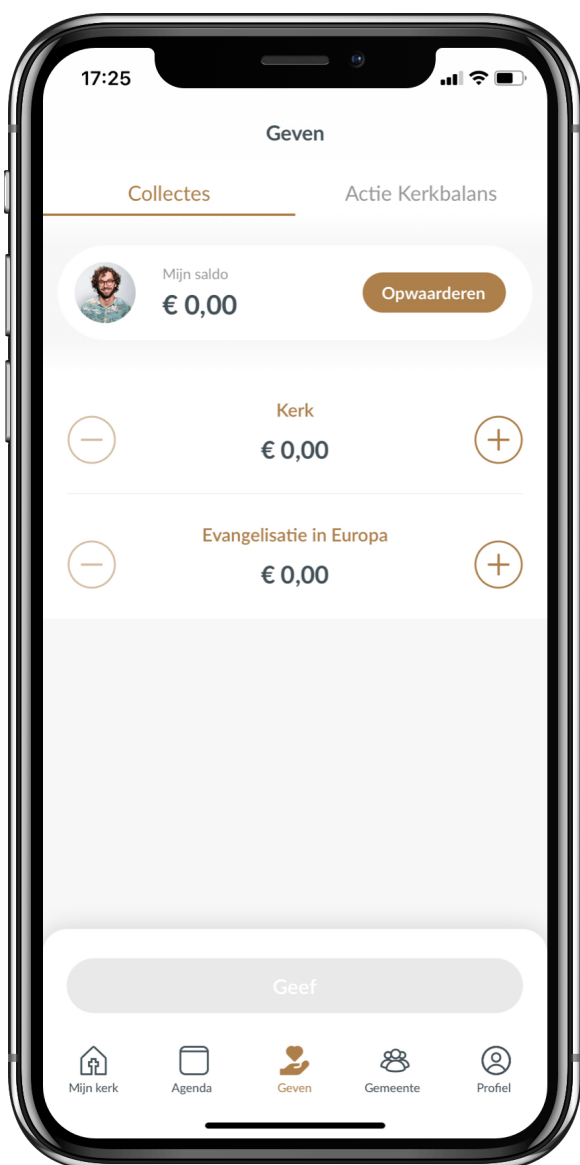 17:25
Geven
Collectes
Actie Kerkbalans
Mijn saldo
€ 0,00
Opwaarderen
Kerk
€ 0,00
Evangelisatie in Europa
€ 0,00
Geef
Mijn kerk
Agenda
Geven
Gemeente
Profiel